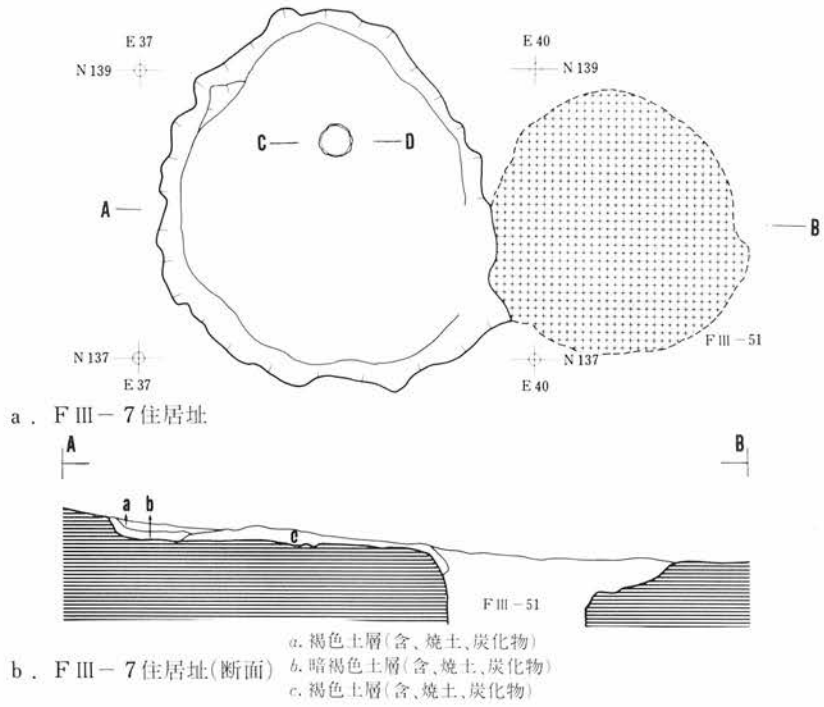 E 37
E 40
N 139
N 139
C
D
A
B
F III－51
N 137
N 137
E 37
E 40
a．F III－7住居址
A
B
a
b
c
F III－51
b．F III－7住居址(断面)
a. 褐色土層(含、焼土、炭化物)
b. 暗褐色土層(含、焼土、炭化物)
c. 褐色土層(含、焼土、炭化物)